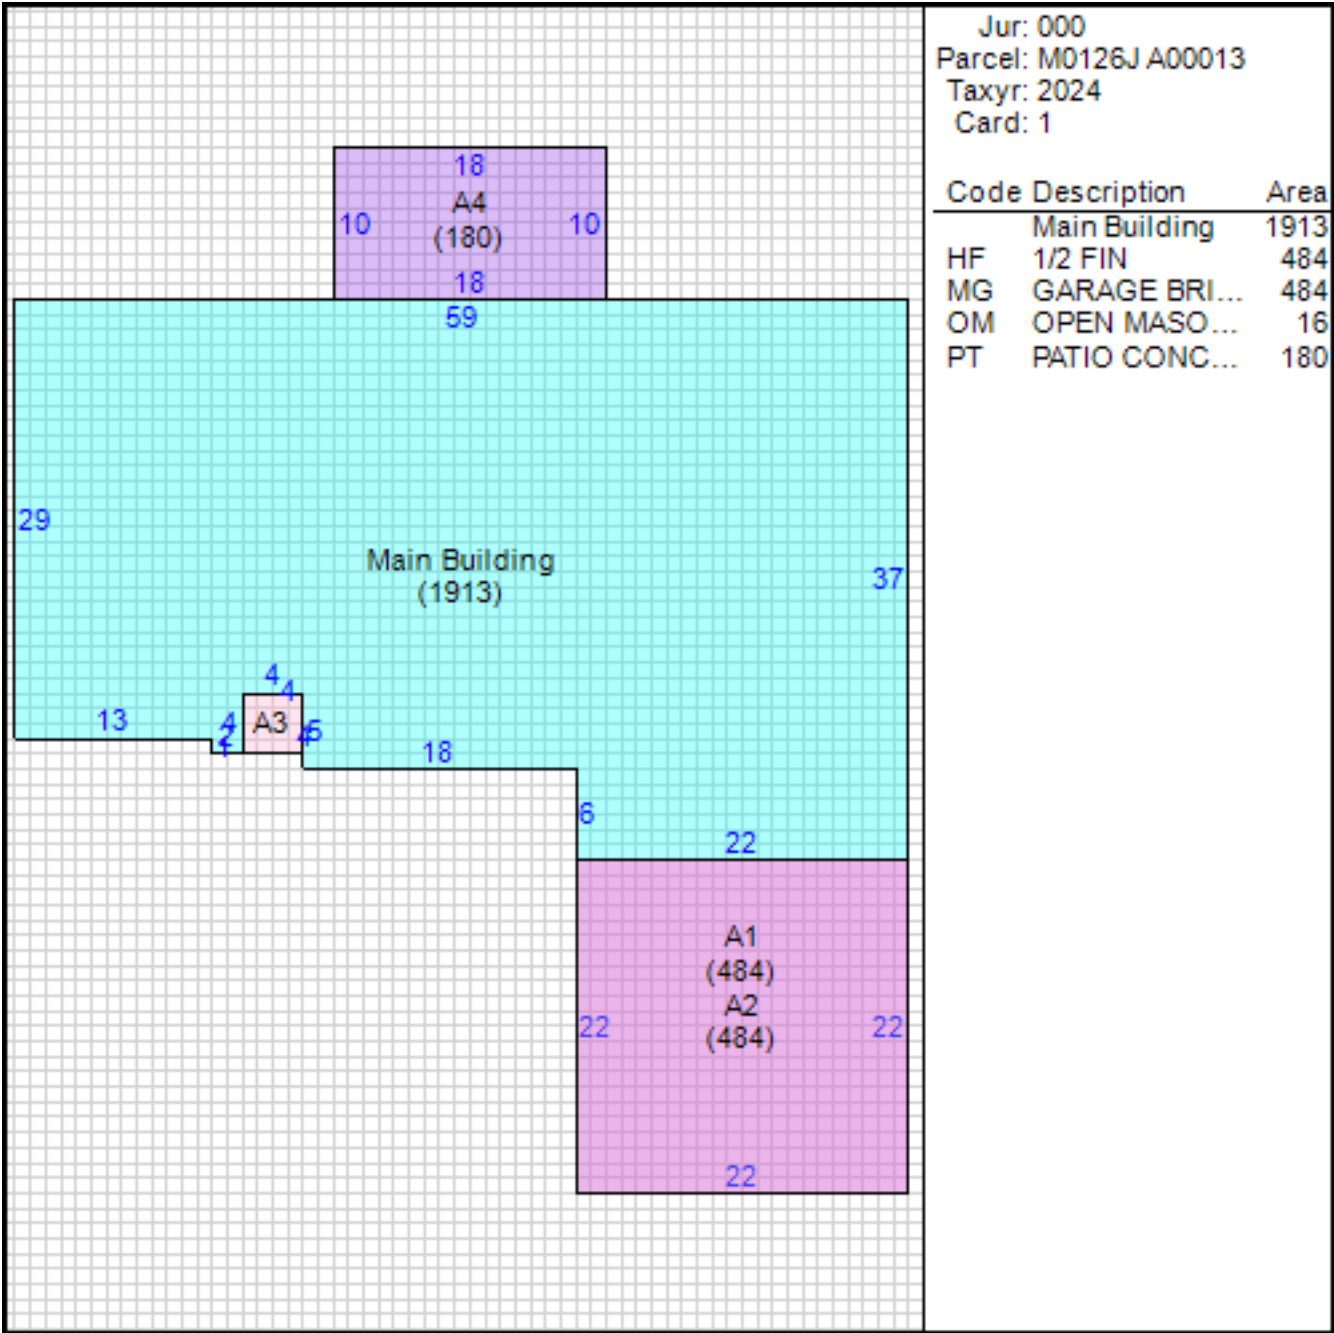 Jur: 000
Parcel: M0126J A00013
Taxyr: 2024
Card: 1
Code Description Area
Main Building 1913
HF 1/2 FIN 484
MG GARAGE BRI... 484
OM OPEN MASO... 16
PT PATIO CONC... 180
18
A4
10 10
(180)
18
59
29
Main Building
(1913)
37
4
4
13
4
A3
5
2
18
6
22
A1
(484)
A2
(484)
22 22
22